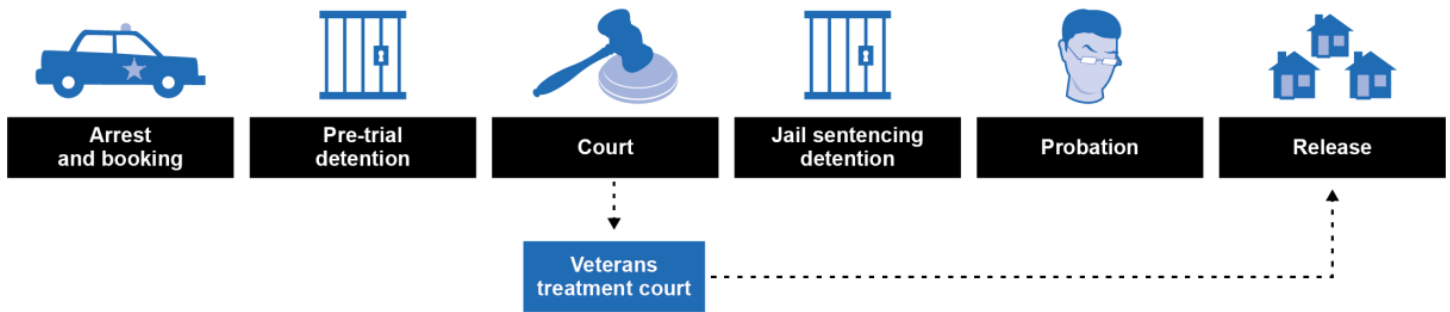 Arrest
and booking
Pre-trial
detention
Court
Jail sentencing
detention
Probation
Release
Veterans
treatment court